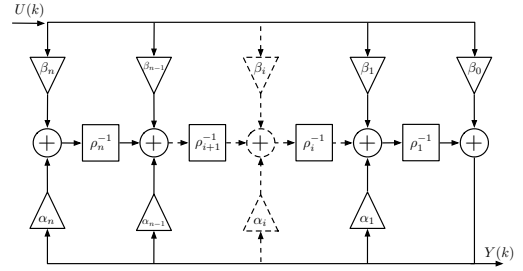 U(k)
β_n β_{n-1} β_i β_1 β_0
+ ρ_n^{-1} + ρ_{i+1}^{-1} + ρ_i^{-1} + ρ_1^{-1} +
α_n α_{n-1} α_i α_1
Y(k)